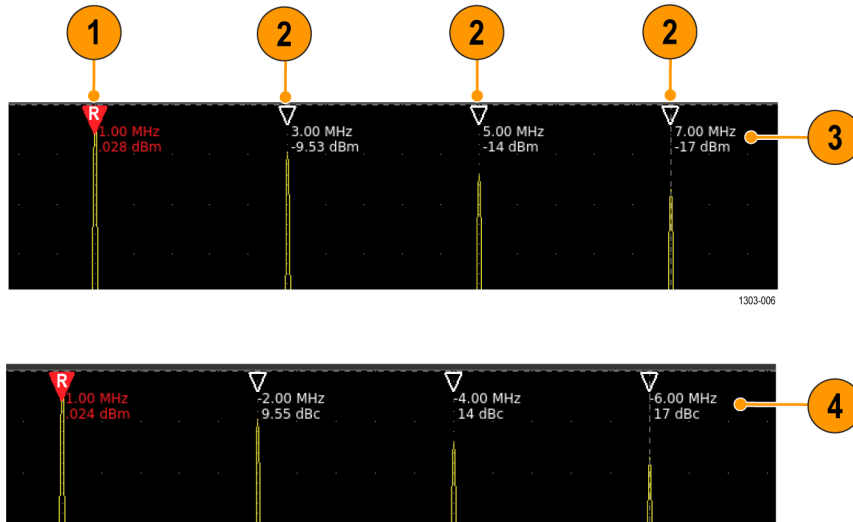 1 2 2 2
R
1.00 MHz 3.00 MHz 5.00 MHz 7.00 MHz
.028 dBm -9.53 dBm -14 dBm -17 dBm
3
1303-006
R
1.00 MHz -2.00 MHz -4.00 MHz -6.00 MHz
.024 dBm 9.55 dBc 14 dBc 17 dBc
4